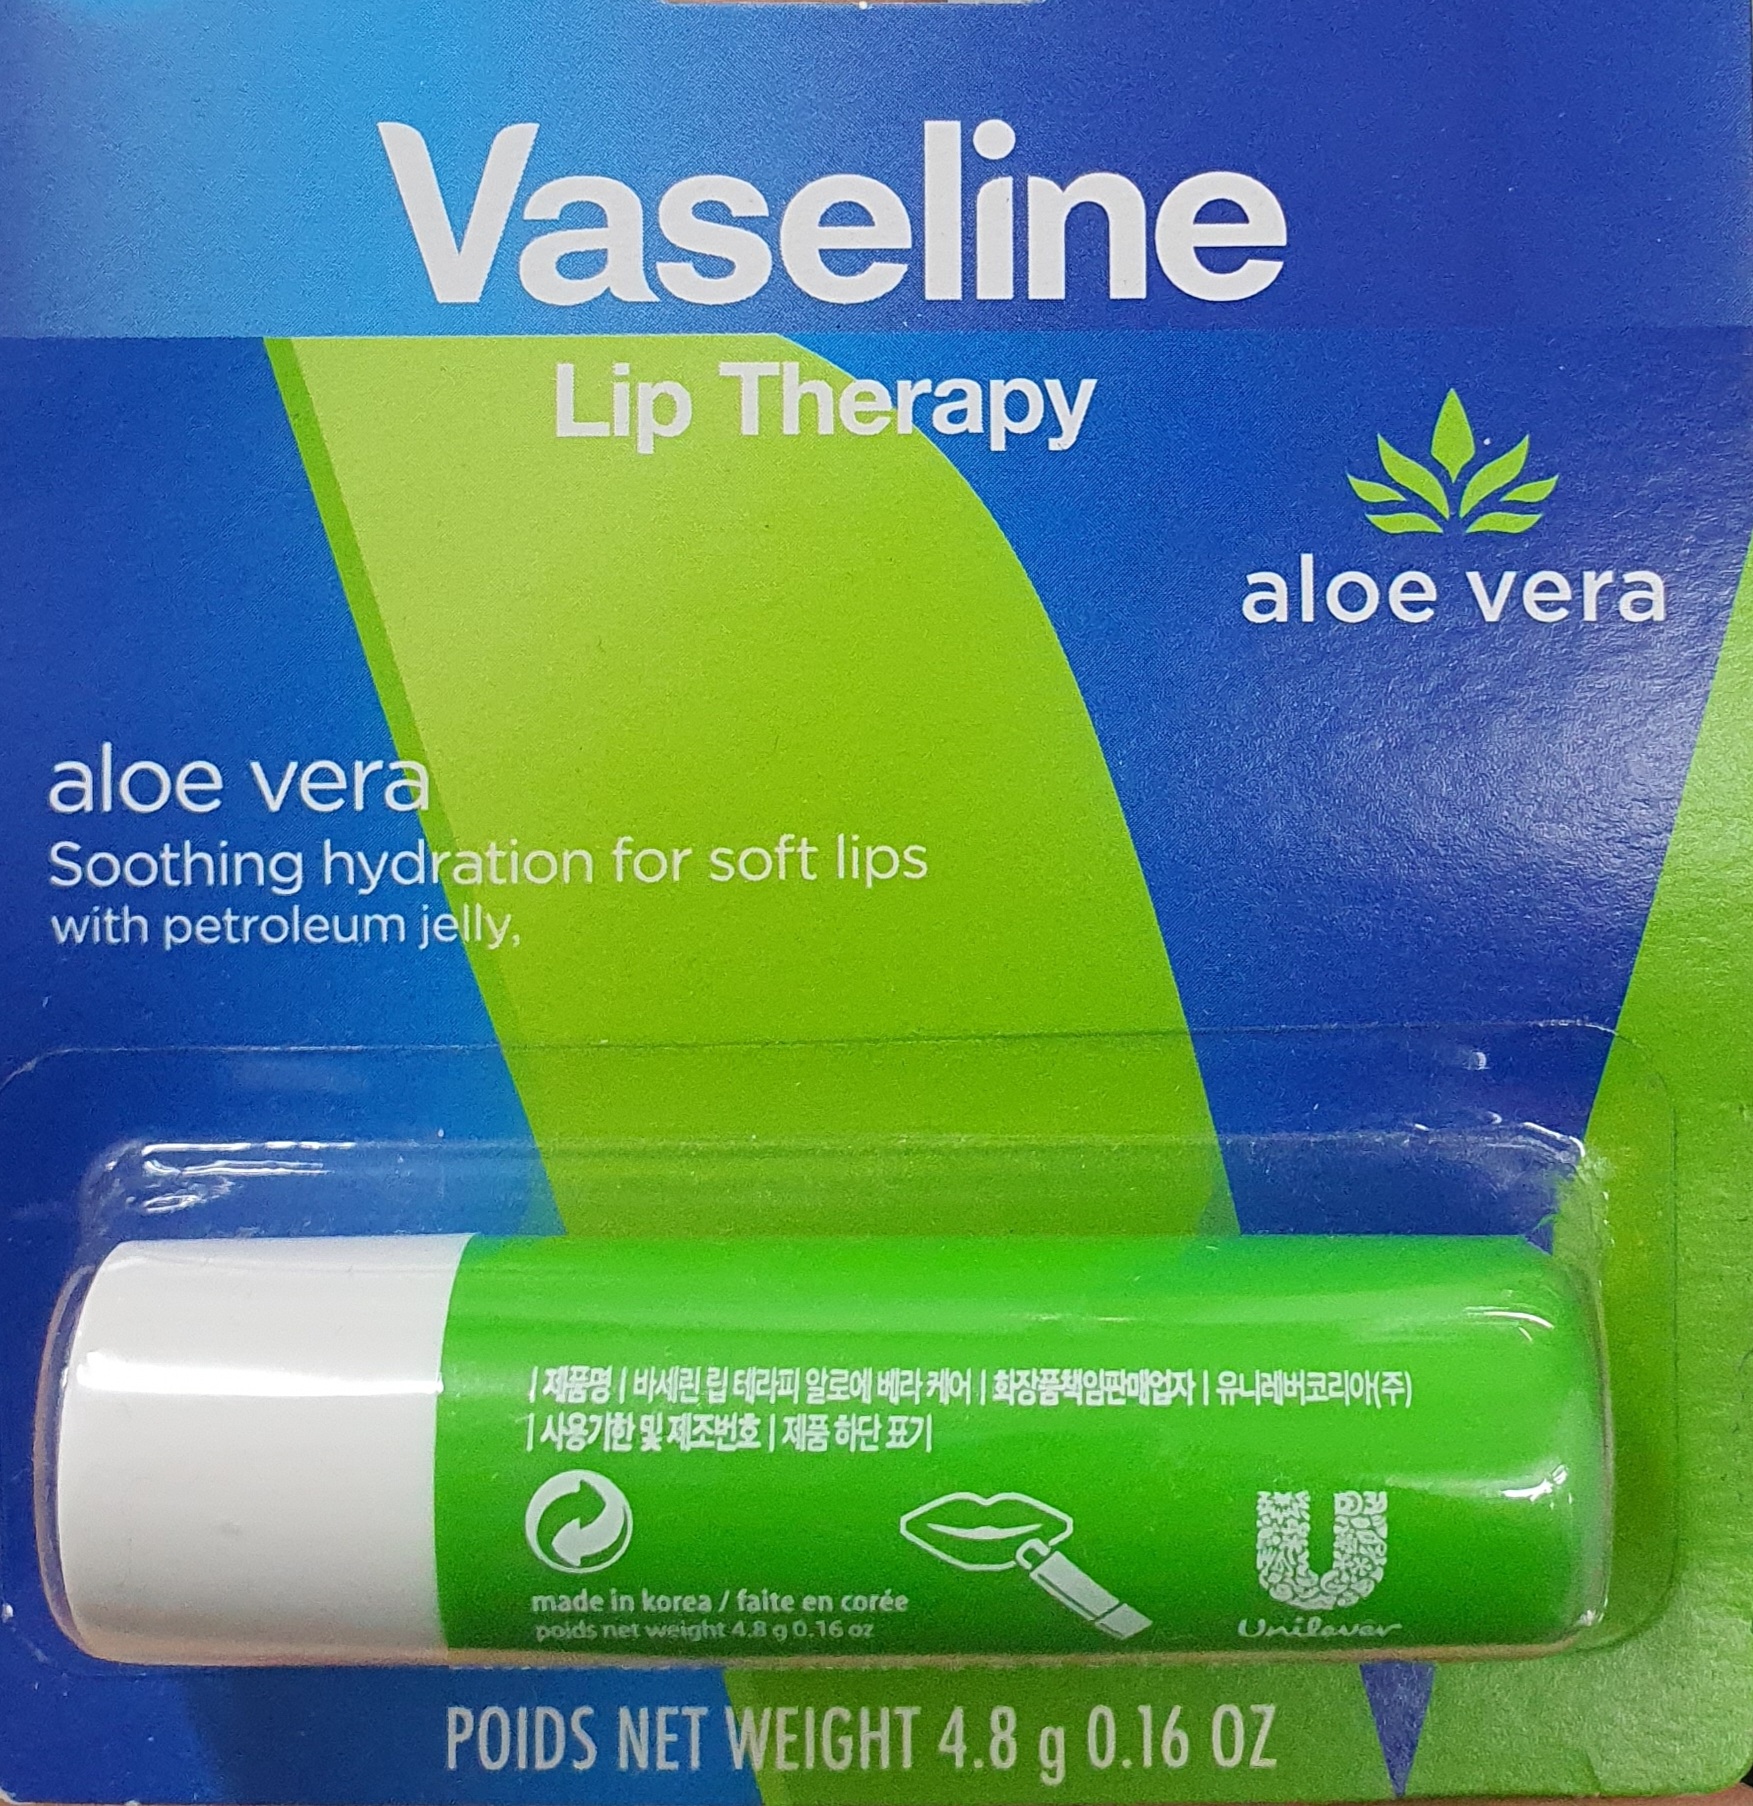 Vaseline
Lip Therapy
aloe vera
aloe vera
Soothing hydration for soft lips
with petroleum jelly,
| 제품명 | 바세린 립 테라피 알로에 베라 케어 | 화장품책임판매업자 | 유니레버코리아(주)
| 사용기한 및 제조번호 | 제품 하단 표기
made in korea / faite en corée
poids net weight 4.8 g 0.16 oz
Unilever
POIDS NET WEIGHT 4.8 g 0.16 OZ